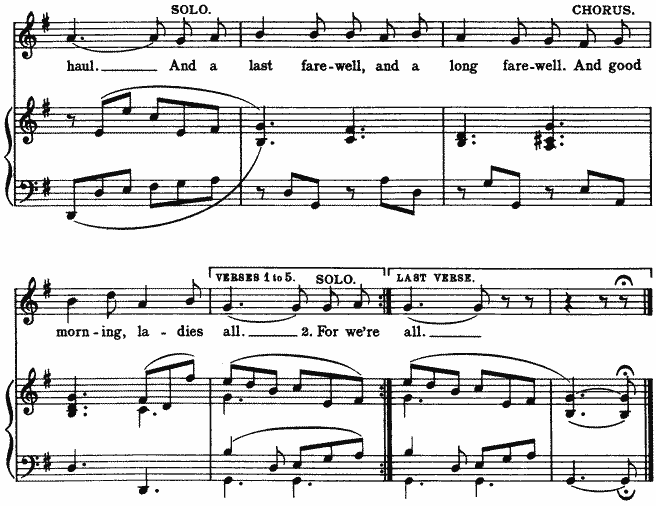 SOLO. CHORUS.
haul. And a last fare-well, and a long fare-well. And good
VERSES 1 to 5. SOLO. LAST VERSE.
morn-ing, la-dies all. 2. For we're all.